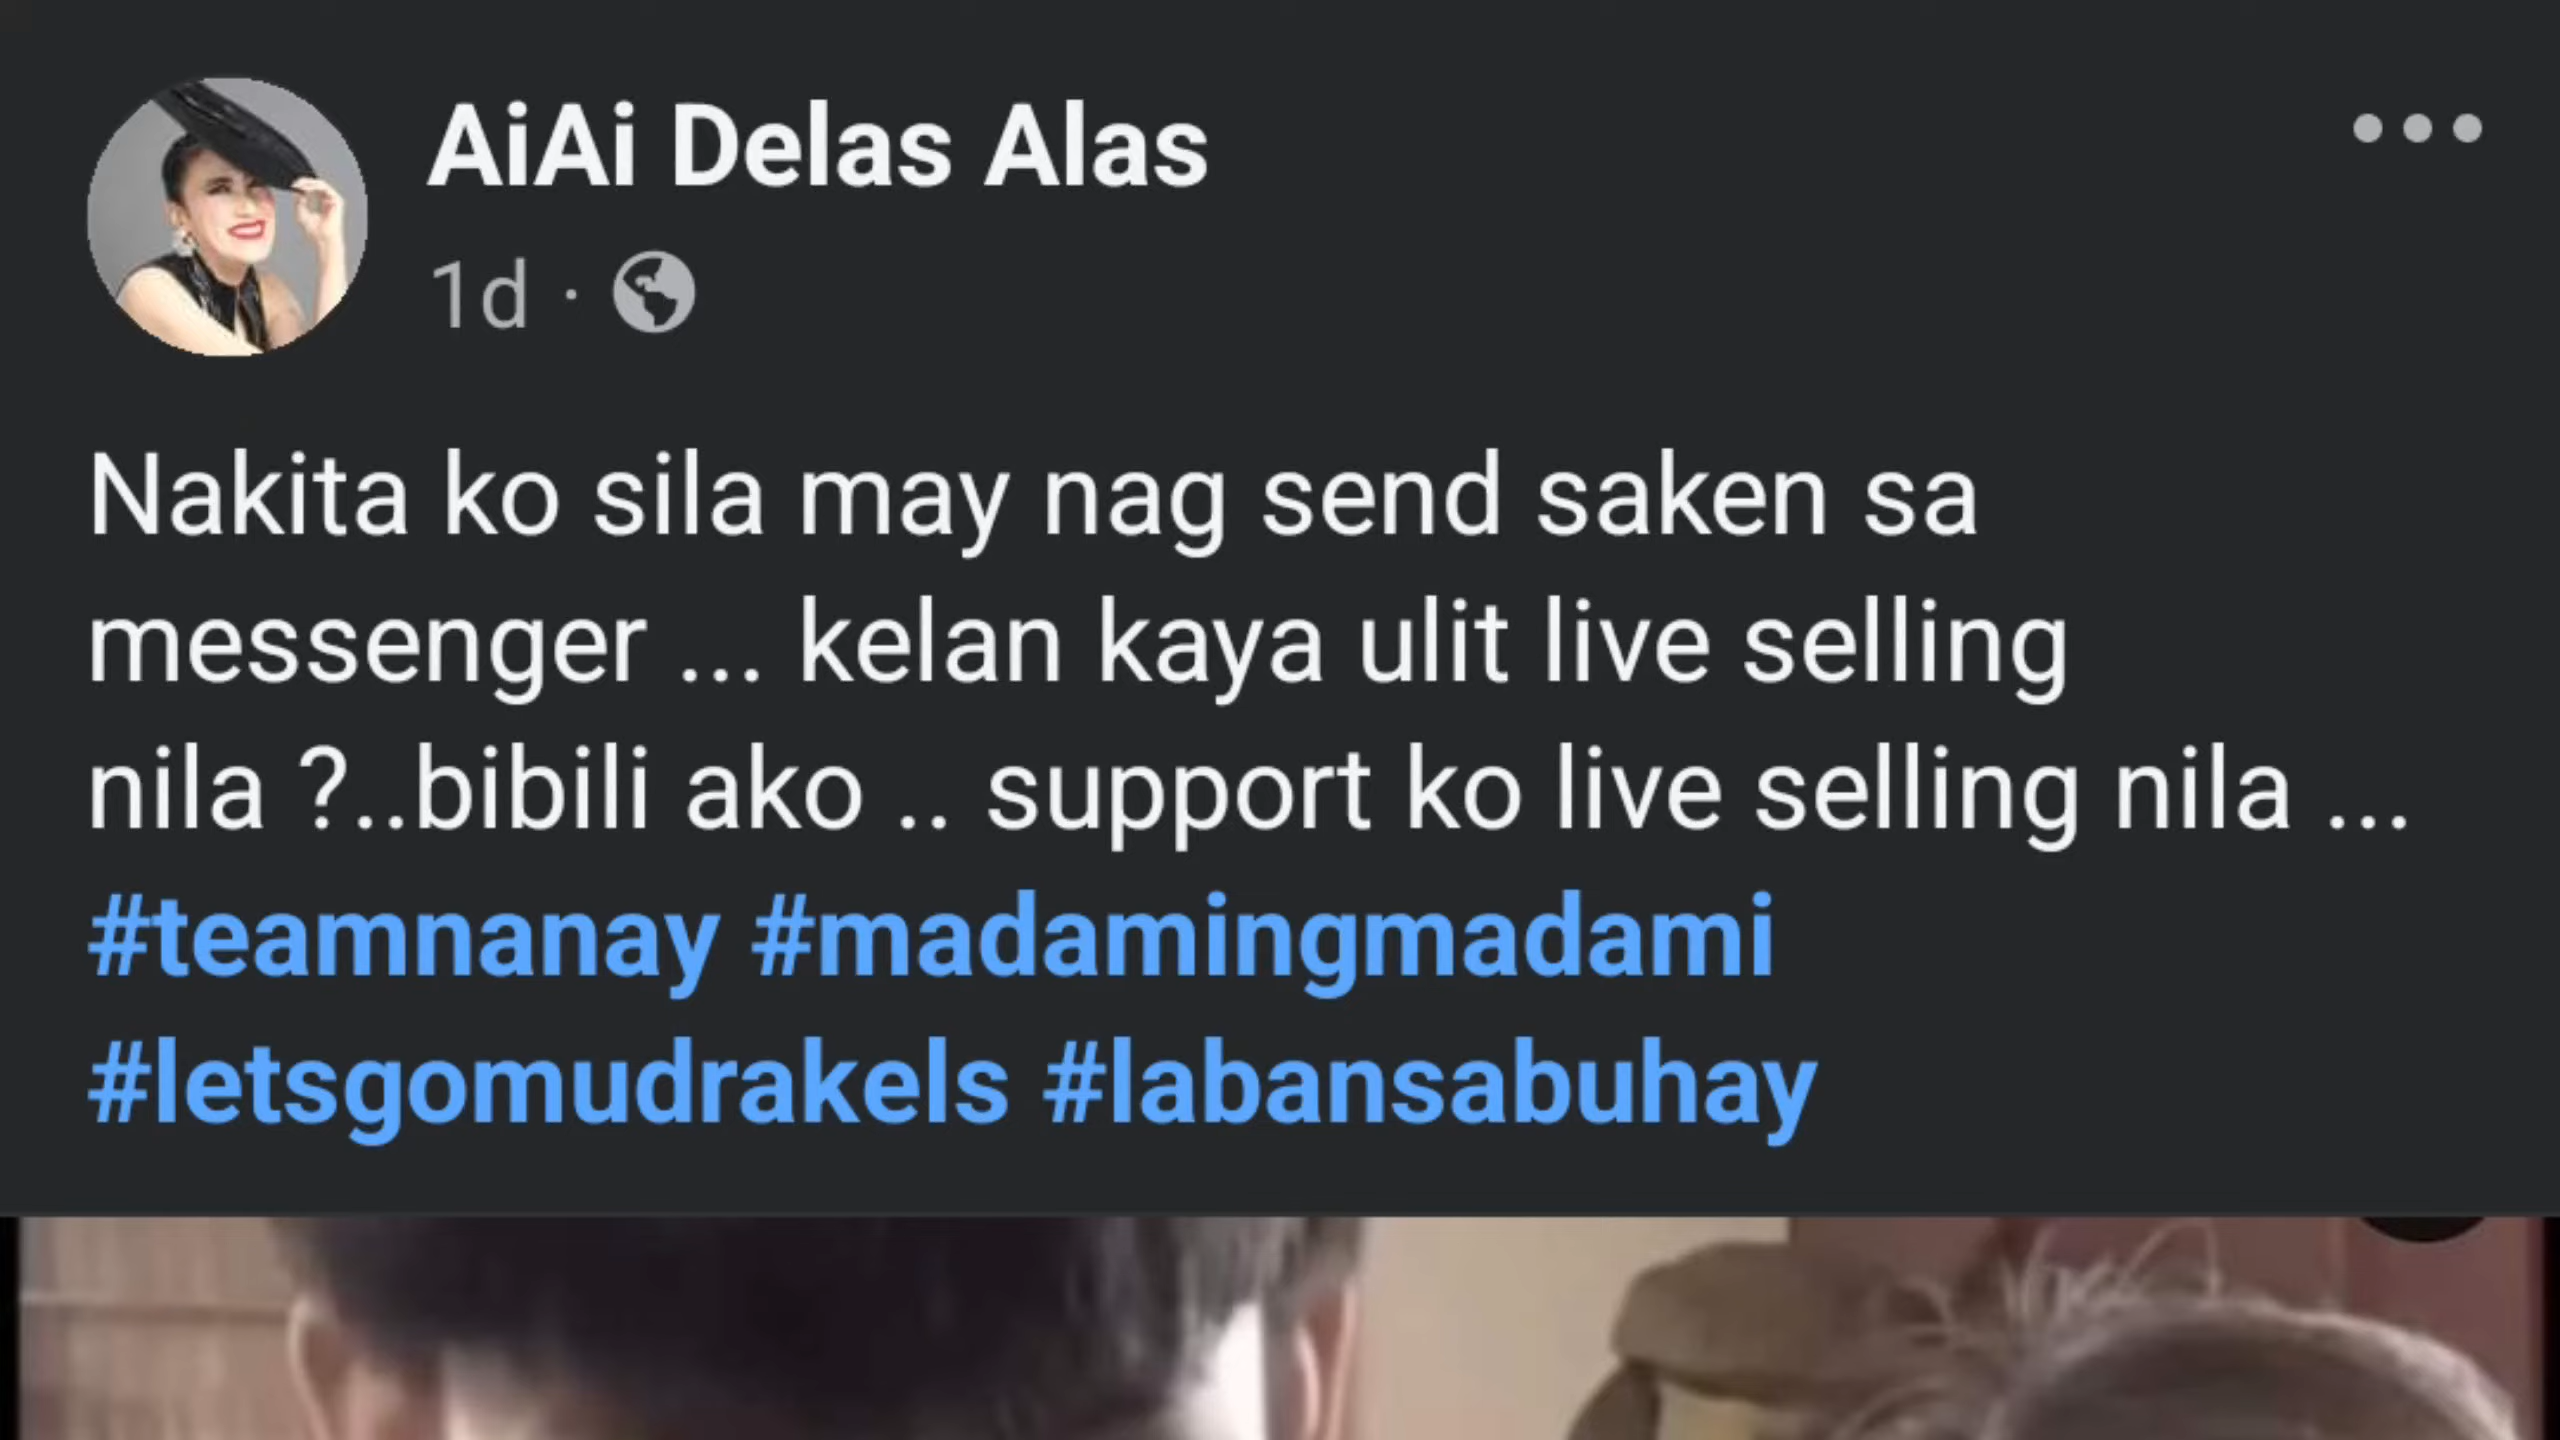 AiAi Delas Alas
1d ·
Nakita ko sila may nag send saken sa
messenger ... kelan kaya ulit live selling
nila ?..bibili ako .. support ko live selling nila ...
#teamnanay #madamingmadami
#letsgomudrakels #labansabuhay